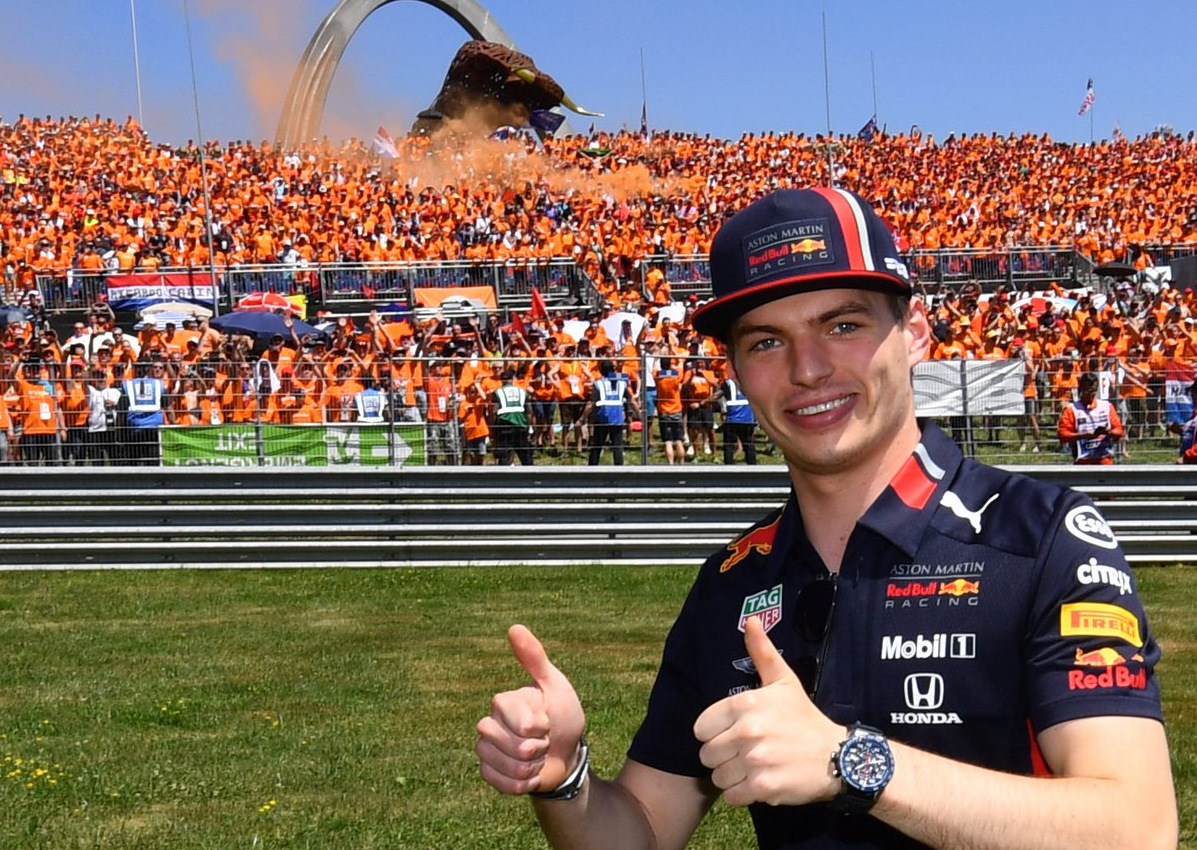 ASTON MARTIN
Red Bull
RACING
TAG
HEUER
ASTON MARTIN
Red Bull
RACING
Mobil 1
HONDA
Esso
CITRIX
PIRELLI
Red Bull